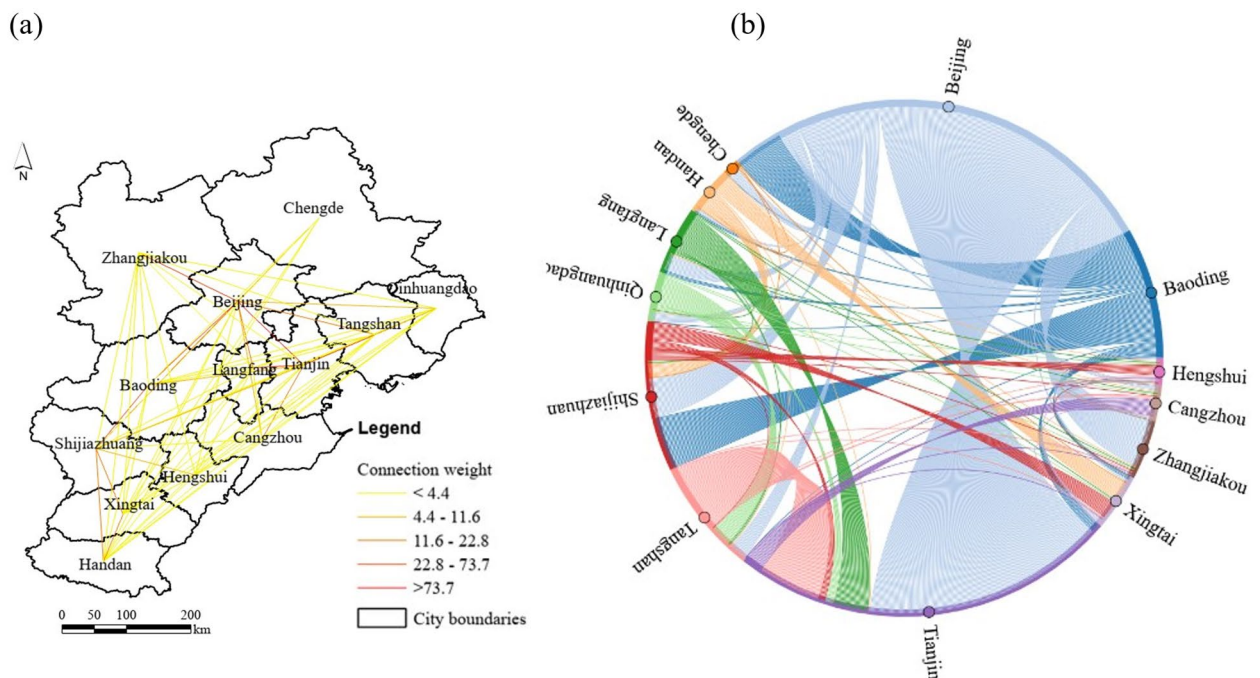 (a)
(b)
N
Chengde
Zhangjiakou
Beijing
Qinhuangdao
Tangshan
Tianjin
Langfang
Baoding
Cangzhou
Shijiazhuang
Hengshui
Xingtai
Handan
Legend
Connection weight
< 4.4
4.4 - 11.6
11.6 - 22.8
22.8 - 73.7
>73.7
City boundaries
0 50 100 200
km
Beijing
Chengde
Handan
Langfang
Qinhuangdao
Shijiazhuan
Tangshan
Tianjin
Baoding
Hengshui
Cangzhou
Zhangjiakou
Xingtai